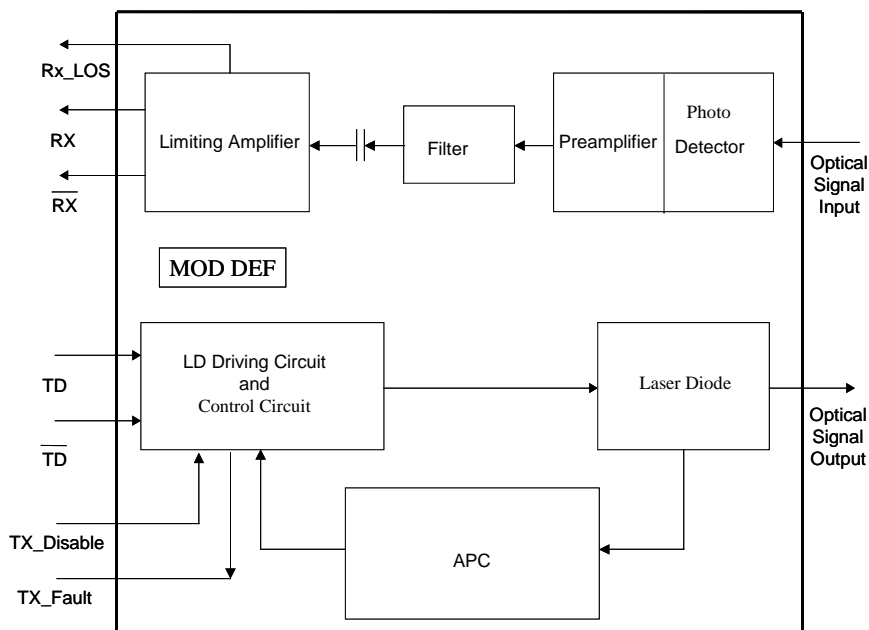 Rx_LOS
RX
RX
Limiting Amplifier
Filter
Preamplifier
Photo
Detector
Optical
Signal
Input
MOD DEF
TD
TD
LD Driving Circuit
and
Control Circuit
Laser Diode
Optical
Signal
Output
TX_Disable
TX_Fault
APC